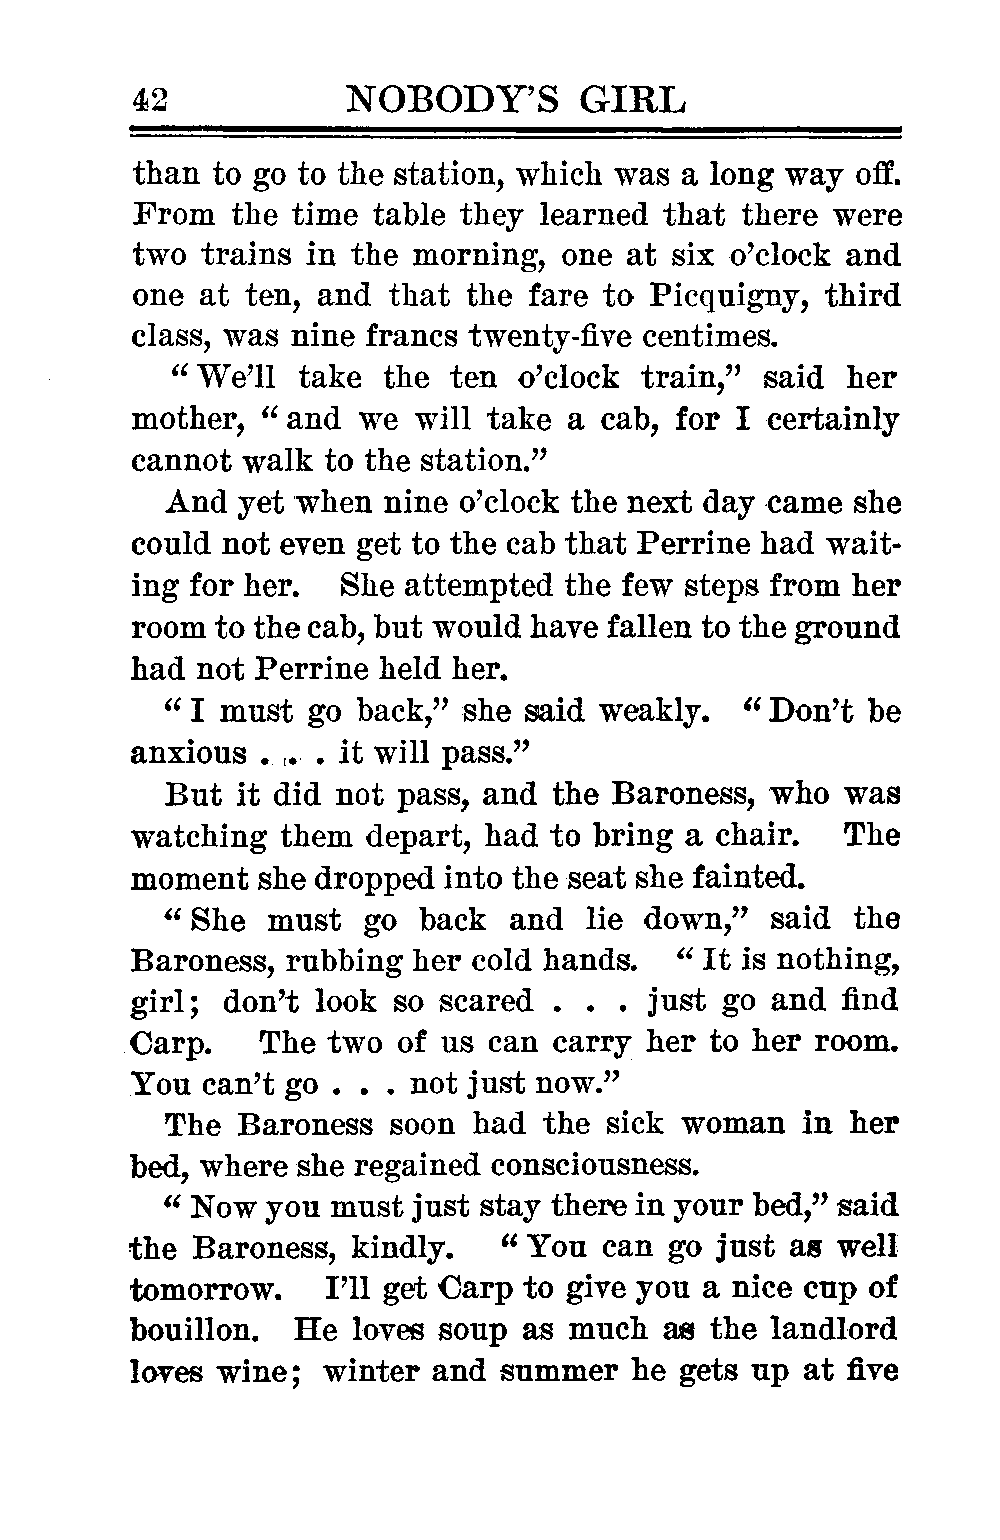 42 NOBODY'S GIRL
than to go to the station, which was a long way off.
From the time table they learned that there were
two trains in the morning, one at six o'clock and
one at ten, and that the fare to Picquigny, third
class, was nine francs twenty-five centimes.
"We'll take the ten o'clock train," said her
mother, "and we will take a cab, for I certainly
cannot walk to the station."
And yet when nine o'clock the next day came she
could not even get to the cab that Perrine had wait-
ing for her. She attempted the few steps from her
room to the cab, but would have fallen to the ground
had not Perrine held her.
"I must go back," she said weakly. "Don't be
anxious . . . it will pass."
But it did not pass, and the Baroness, who was
watching them depart, had to bring a chair. The
moment she dropped into the seat she fainted.
"She must go back and lie down," said the
Baroness, rubbing her cold hands. "It is nothing,
girl; don't look so scared . . . just go and find
Carp. The two of us can carry her to her room.
You can't go . . . not just now."
The Baroness soon had the sick woman in her
bed, where she regained consciousness.
"Now you must just stay there in your bed," said
the Baroness, kindly. "You can go just as well
tomorrow. I'll get Carp to give you a nice cup of
bouillon. He loves soup as much as the landlord
loves wine; winter and summer he gets up at five